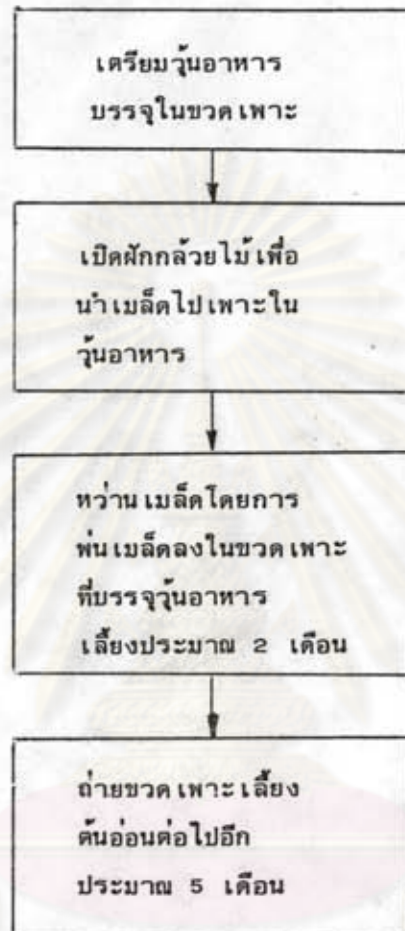 เตรียมวุ้นอาหาร
บรรจุในขวดเพาะ
เปิดฝักกล้วยไม้เพื่อ
นำเมล็ดไปเพาะใน
วุ้นอาหาร
หว่านเมล็ดโดยการ
พ่นเมล็ดลงในขวดเพาะ
ที่บรรจุวุ้นอาหาร
เลี้ยงประมาณ 2 เดือน
ถ่ายขวดเพาะเลี้ยง
ต้นอ่อนต่อไปอีก
ประมาณ 5 เดือน